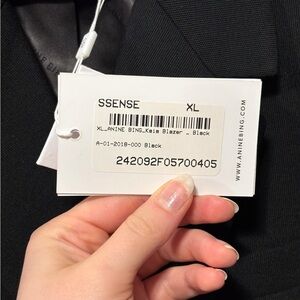 SSENSE XL
XL_ANINE BING_Kaia Blazer _ Black
A-01-2018-000 Black
242092F05700405
WWW.ANINEBING.COM